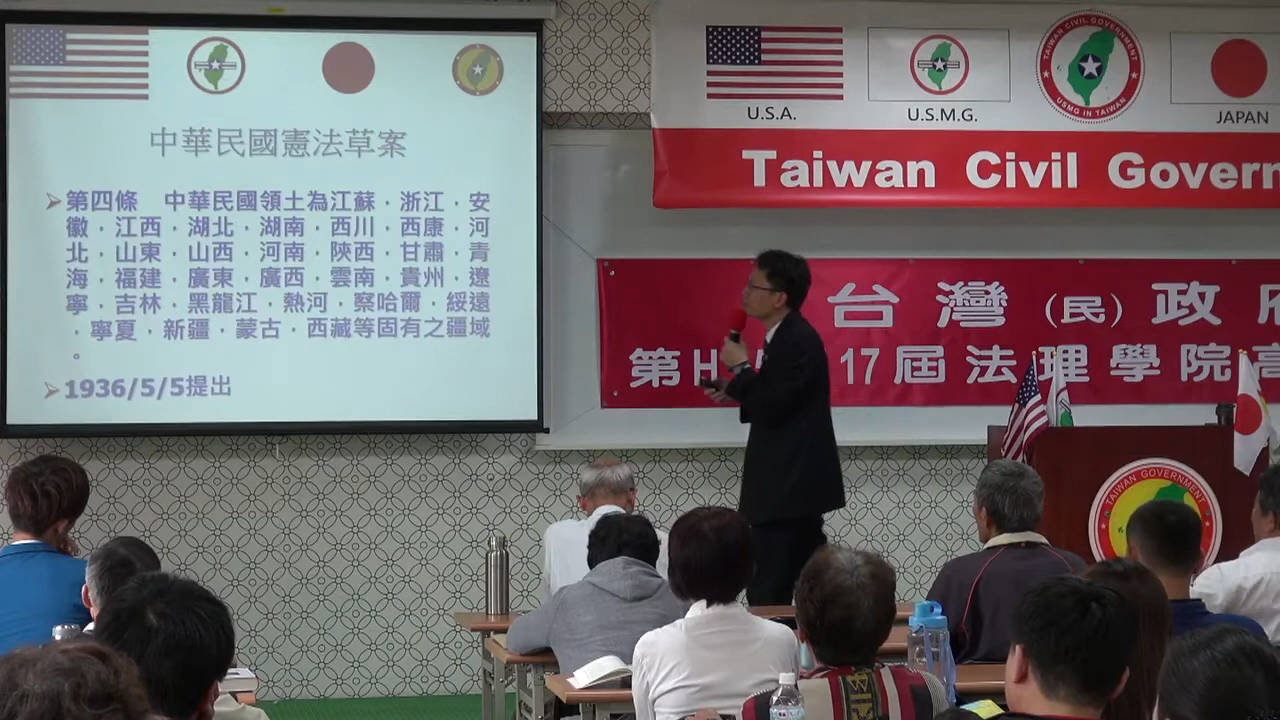 中華民國憲法草案
➢第四條　中華民國領土為江蘇．浙江．安
徽．江西．湖北．湖南．西川．西康．河
北．山東．山西．河南．陝西．甘肅．青
海．福建．廣東．廣西．雲南．貴州．遼
寧．吉林．黑龍江．熱河．察哈爾．綏遠
．寧夏．新疆．蒙古．西藏等固有之疆域
。
➢1936/5/5提出
U.S.A.
U.S.M.G.
TAIWAN CIVIL GOVERNMENT
USMG IN TAIWAN
JAPAN
Taiwan Civil Govern
台灣(民)政府
第H 17屆法理學院高
TAIWAN GOVERNMENT